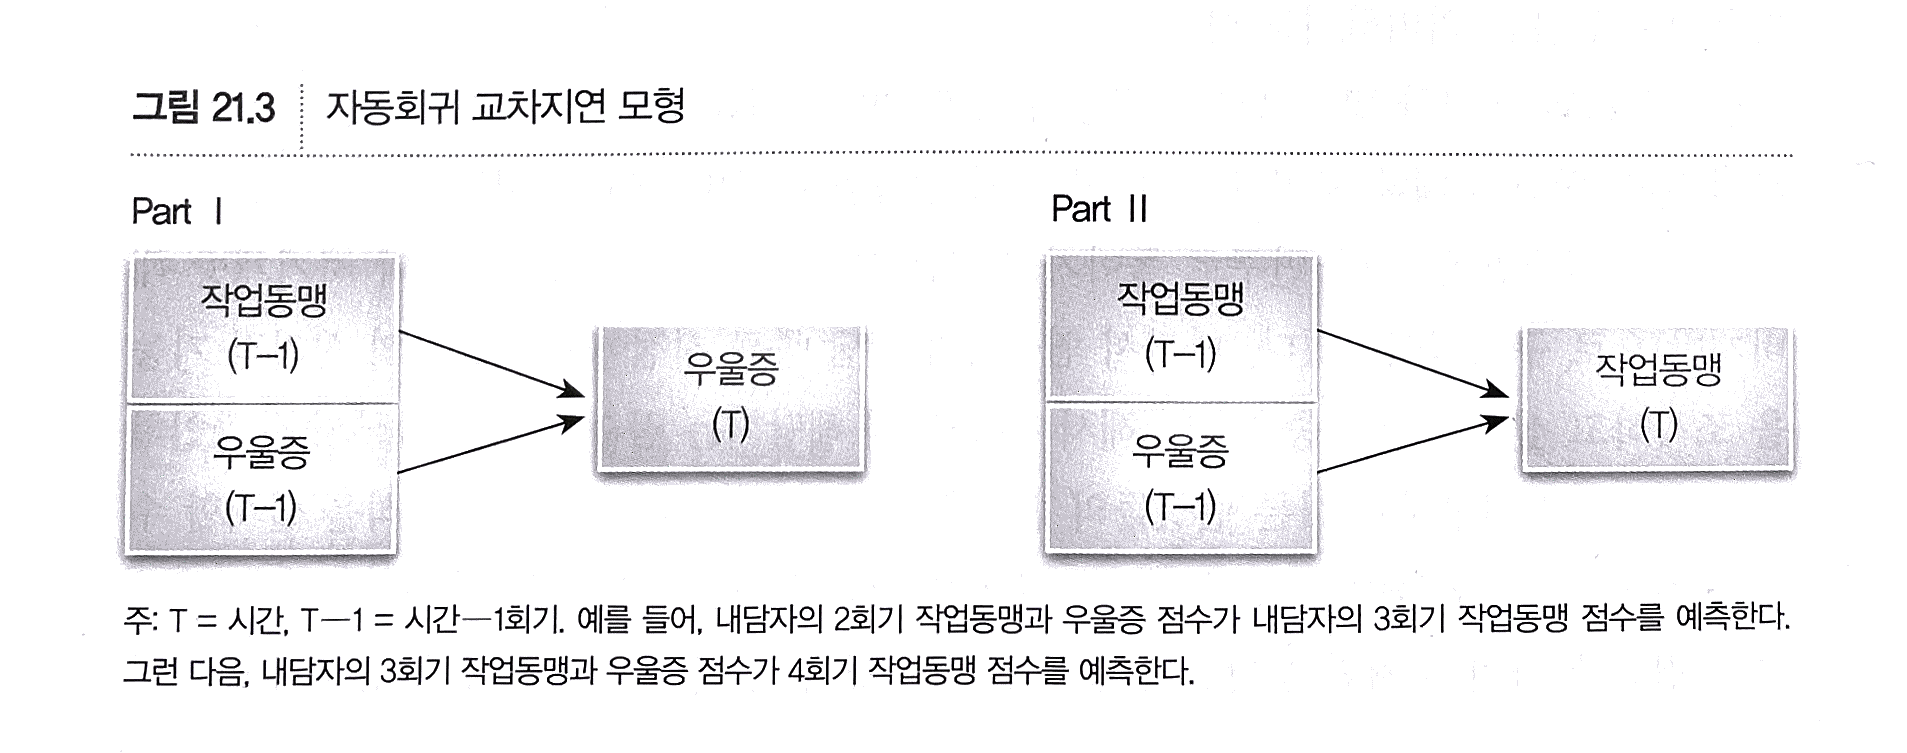 그림 21.3 자동회귀 교차지연 모형
Part Ⅰ
작업동맹
(T-1)
우울증
(T-1)
우울증
(T)
Part Ⅱ
작업동맹
(T-1)
우울증
(T-1)
작업동맹
(T)
주: T = 시간, T—1 = 시간—1회기. 예를 들어, 내담자의 2회기 작업동맹과 우울증 점수가 내담자의 3회기 작업동맹 점수를 예측한다.
그런 다음, 내담자의 3회기 작업동맹과 우울증 점수가 4회기 작업동맹 점수를 예측한다.